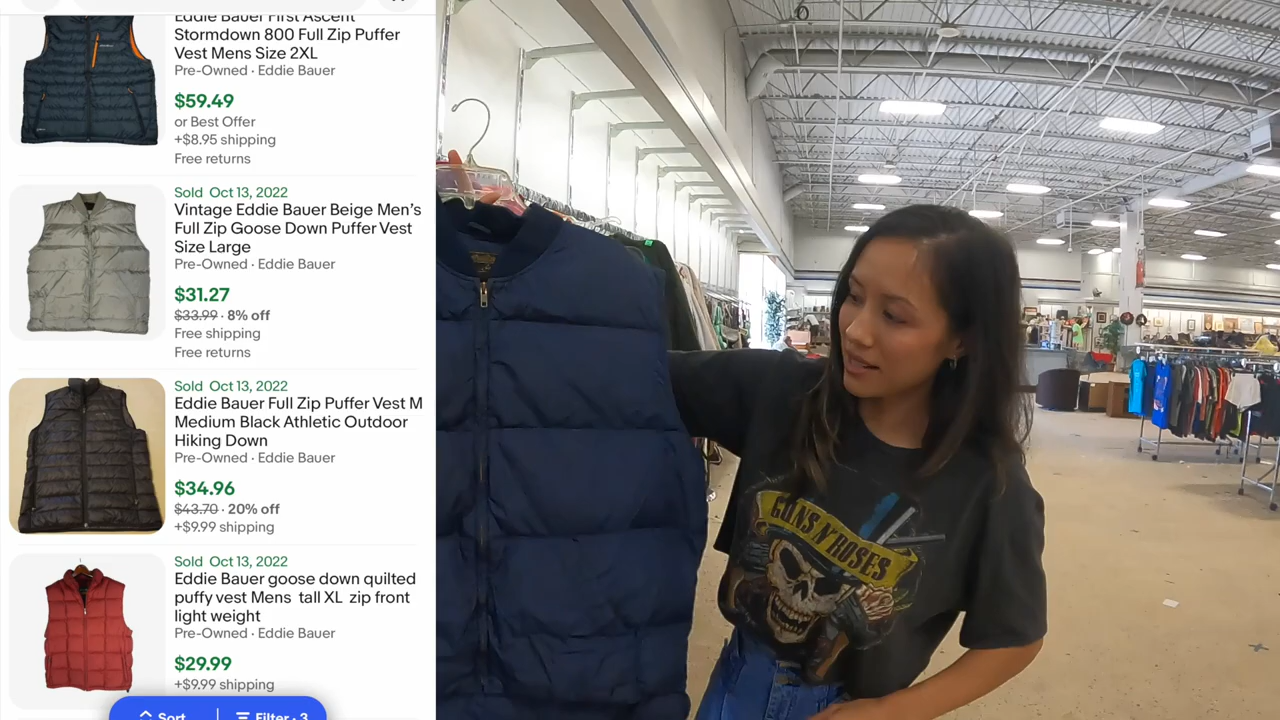 Eddie Bauer First Ascent
Stormdown 800 Full Zip Puffer
Vest Mens Size 2XL
Pre-Owned · Eddie Bauer
$59.49
or Best Offer
+$8.95 shipping
Free returns
Sold Oct 13, 2022
Vintage Eddie Bauer Beige Men’s
Full Zip Goose Down Puffer Vest
Size Large
Pre-Owned · Eddie Bauer
$31.27
$33.99 · 8% off
Free shipping
Free returns
Sold Oct 13, 2022
Eddie Bauer Full Zip Puffer Vest M
Medium Black Athletic Outdoor
Hiking Down
Pre-Owned · Eddie Bauer
$34.96
$43.70 · 20% off
+$9.99 shipping
Sold Oct 13, 2022
Eddie Bauer goose down quilted
puffy vest Mens tall XL zip front
light weight
Pre-Owned · Eddie Bauer
$29.99
+$9.99 shipping
Sort
Filter · 3
GUNS N' ROSES